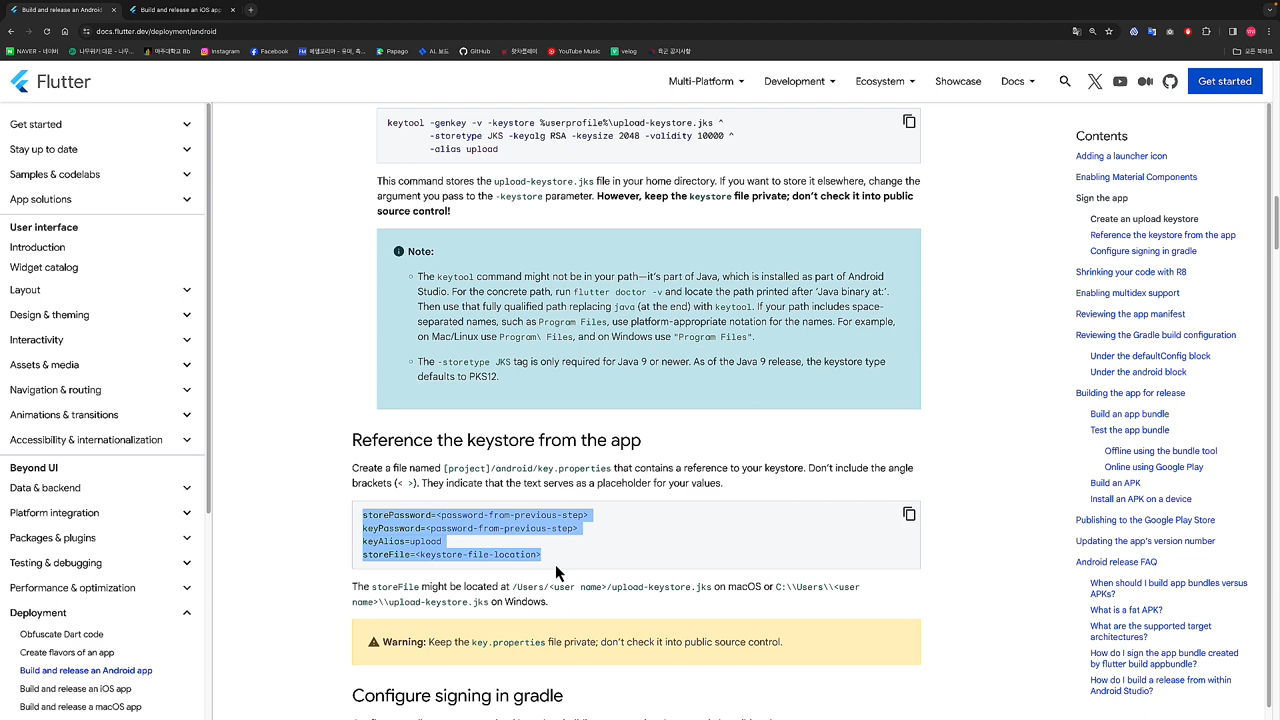 Build and release an Android
Build and release an iOS app
docs.flutter.dev/deployment/android
NAVER - 네이버
나무위키 대문 - 나무...
아주대학교 Bb
Instagram
Facebook
Papago
AI_보드
GitHub
YouTube Music
velog
Flutter
Multi-Platform
Development
Ecosystem
Showcase
Docs
Get started
Get started
Stay up to date
Samples & codelabs
App solutions
User interface
Introduction
Widget catalog
Layout
Design & theming
Interactivity
Assets & media
Navigation & routing
Animations & transitions
Accessibility & internationalization
Beyond UI
Data & backend
Platform integration
Packages & plugins
Testing & debugging
Performance & optimization
Deployment
Obfuscate Dart code
Create flavors of an app
Build and release an Android app
Build and release an iOS app
Build and release a macOS app
keytool -genkey -v -keystore %userprofile%\upload-keystore.jks ^
-storetype JKS -keyalg RSA -keysize 2048 -validity 10000 ^
-alias upload
This command stores the upload-keystore.jks file in your home directory. If you want to store it elsewhere, change the
argument you pass to the -keystore parameter. However, keep the keystore file private; don't check it into public
source control!
Note:
The keytool command might not be in your path—it's part of Java, which is installed as part of Android
Studio. For the concrete path, run flutter doctor -v and locate the path printed after 'Java binary at:'.
Then use that fully qualified path replacing java (at the end) with keytool. If your path includes space-
separated names, such as Program Files, use platform-appropriate notation for the names. For example,
on Mac/Linux use Program\ Files, and on Windows use "Program Files".
The -storetype JKS tag is only required for Java 9 or newer. As of the Java 9 release, the keystore type
defaults to PKS12.
Reference the keystore from the app
Create a file named [project]/android/key.properties that contains a reference to your keystore. Don't include the angle
brackets (< >). They indicate that the text serves as a placeholder for your values.
storePassword=<password-from-previous-step>
keyPassword=<password-from-previous-step>
keyAlias=upload
storeFile=<keystore-file-location>
The storeFile might be located at /Users/<user name>/upload-keystore.jks on macOS or C:\\Users\\<user
name>\\upload-keystore.jks on Windows.
Warning: Keep the key.properties file private; don't check it into public source control.
Configure signing in gradle
Contents
Adding a launcher icon
Enabling Material Components
Sign the app
Create an upload keystore
Reference the keystore from the app
Configure signing in gradle
Shrinking your code with R8
Enabling multidex support
Reviewing the app manifest
Reviewing the Gradle build configuration
Under the defaultConfig block
Under the android block
Building the app for release
Build an app bundle
Test the app bundle
Offline using the bundle tool
Online using Google Play
Build an APK
Install an APK on a device
Publishing to the Google Play Store
Updating the app's version number
Android release FAQ
When should I build app bundles versus
APKs?
What is a fat APK?
What are the supported target
architectures?
How do I sign the app bundle created
by flutter build appbundle?
How do I build a release from within
Android Studio?